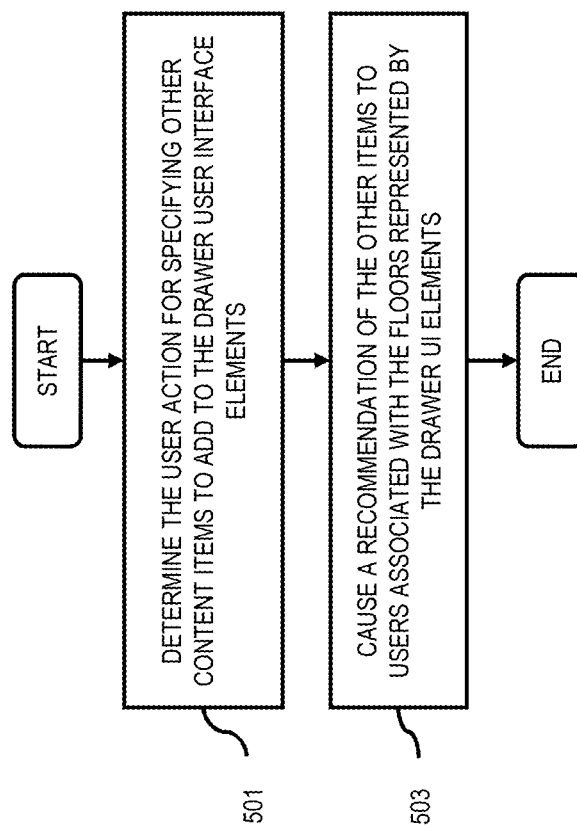 START
DETERMINE THE USER ACTION FOR SPECIFYING OTHER
CONTENT ITEMS TO ADD TO THE DRAWER USER INTERFACE
ELEMENTS
501
CAUSE A RECOMMENDATION OF THE OTHER ITEMS TO
USERS ASSOCIATED WITH THE FLOORS REPRESENTED BY
THE DRAWER UI ELEMENTS
503
END